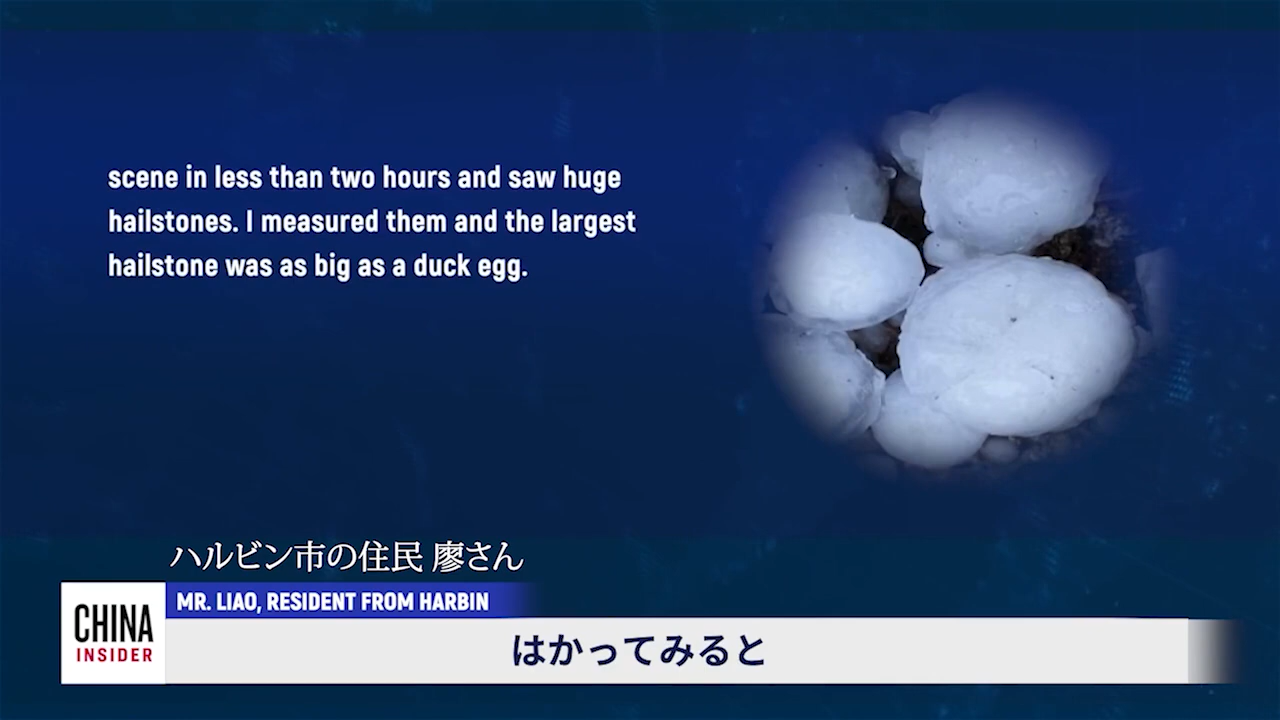 scene in less than two hours and saw huge
hailstones. I measured them and the largest
hailstone was as big as a duck egg.
ハルビン市の住民 廖さん
MR. LIAO, RESIDENT FROM HARBIN
CHINA
INSIDER
はかってみると